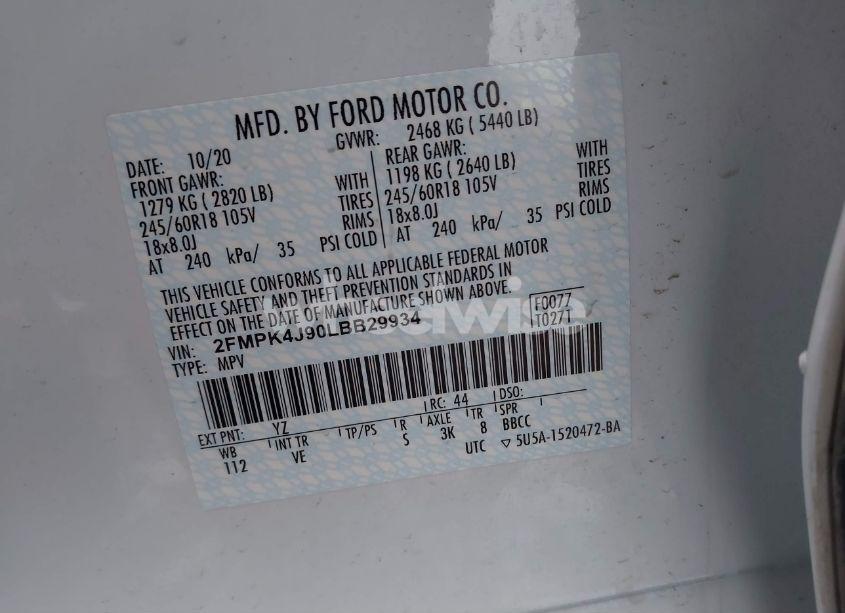 MFD. BY FORD MOTOR CO.
DATE: 10/20 GVWR: 2468 KG ( 5440 LB)
FRONT GAWR: REAR GAWR:
1279 KG ( 2820 LB) WITH 1198 KG ( 2640 LB) WITH
245/60R18 105V TIRES 245/60R18 105V TIRES
18x8.0J RIMS 18x8.0J RIMS
AT 240 kPa/ 35 PSI COLD AT 240 kPa/ 35 PSI COLD
THIS VEHICLE CONFORMS TO ALL APPLICABLE FEDERAL MOTOR
VEHICLE SAFETY AND THEFT PREVENTION STANDARDS IN
EFFECT ON THE DATE OF MANUFACTURE SHOWN ABOVE.
VIN: 2FMPK4J90LBB29934 F0077
TYPE: MPV T0271
EXT PNT: YZ RC: 44 DSO:
WB INT TR TP/PS R AXLE TR SPR
112 VE S 3K 8 BBCC
UTC ▽ 5U5A-1520472-BA